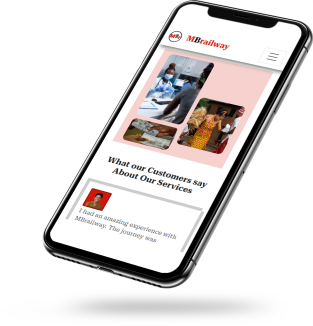 MBrailway
What our Customers say
About Our Services
I had an amazing experience with
MBrailway. The journey was